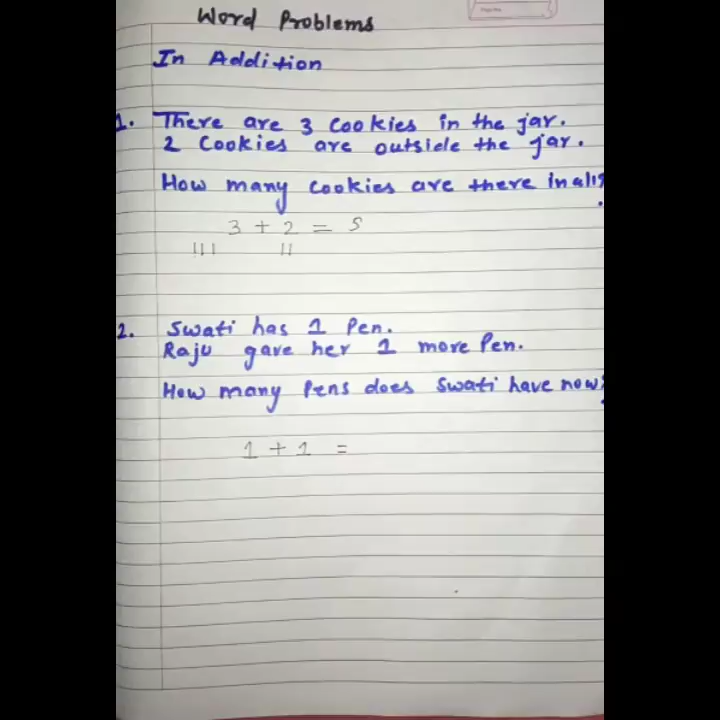 Word Problems
In Addition
1. There are 3 Cookies in the jar.
2 Cookies are outside the jar.
How many cookies are there in all?
3 + 2 = 5
III II
2. Swati has 1 Pen.
Raju gave her 1 more Pen.
How many Pens does Swati have now?
1 + 1 =